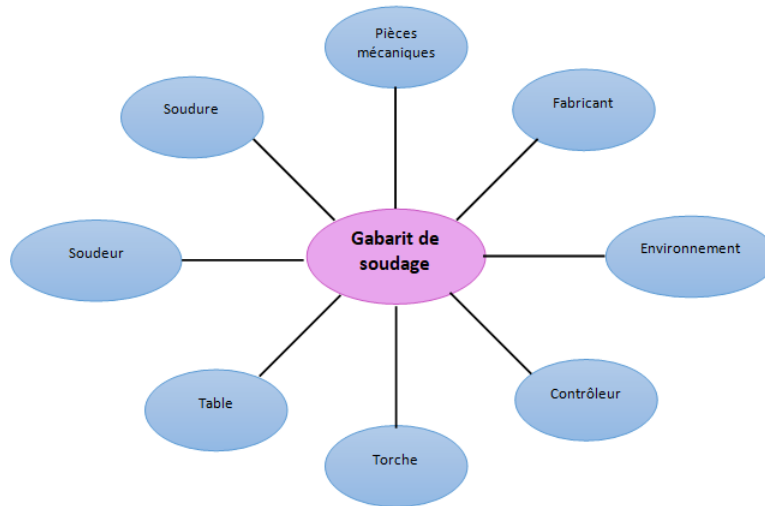 Pièces
mécaniques
Soudure
Fabricant
Gabarit de
soudage
Soudeur
Environnement
Table
Contrôleur
Torche